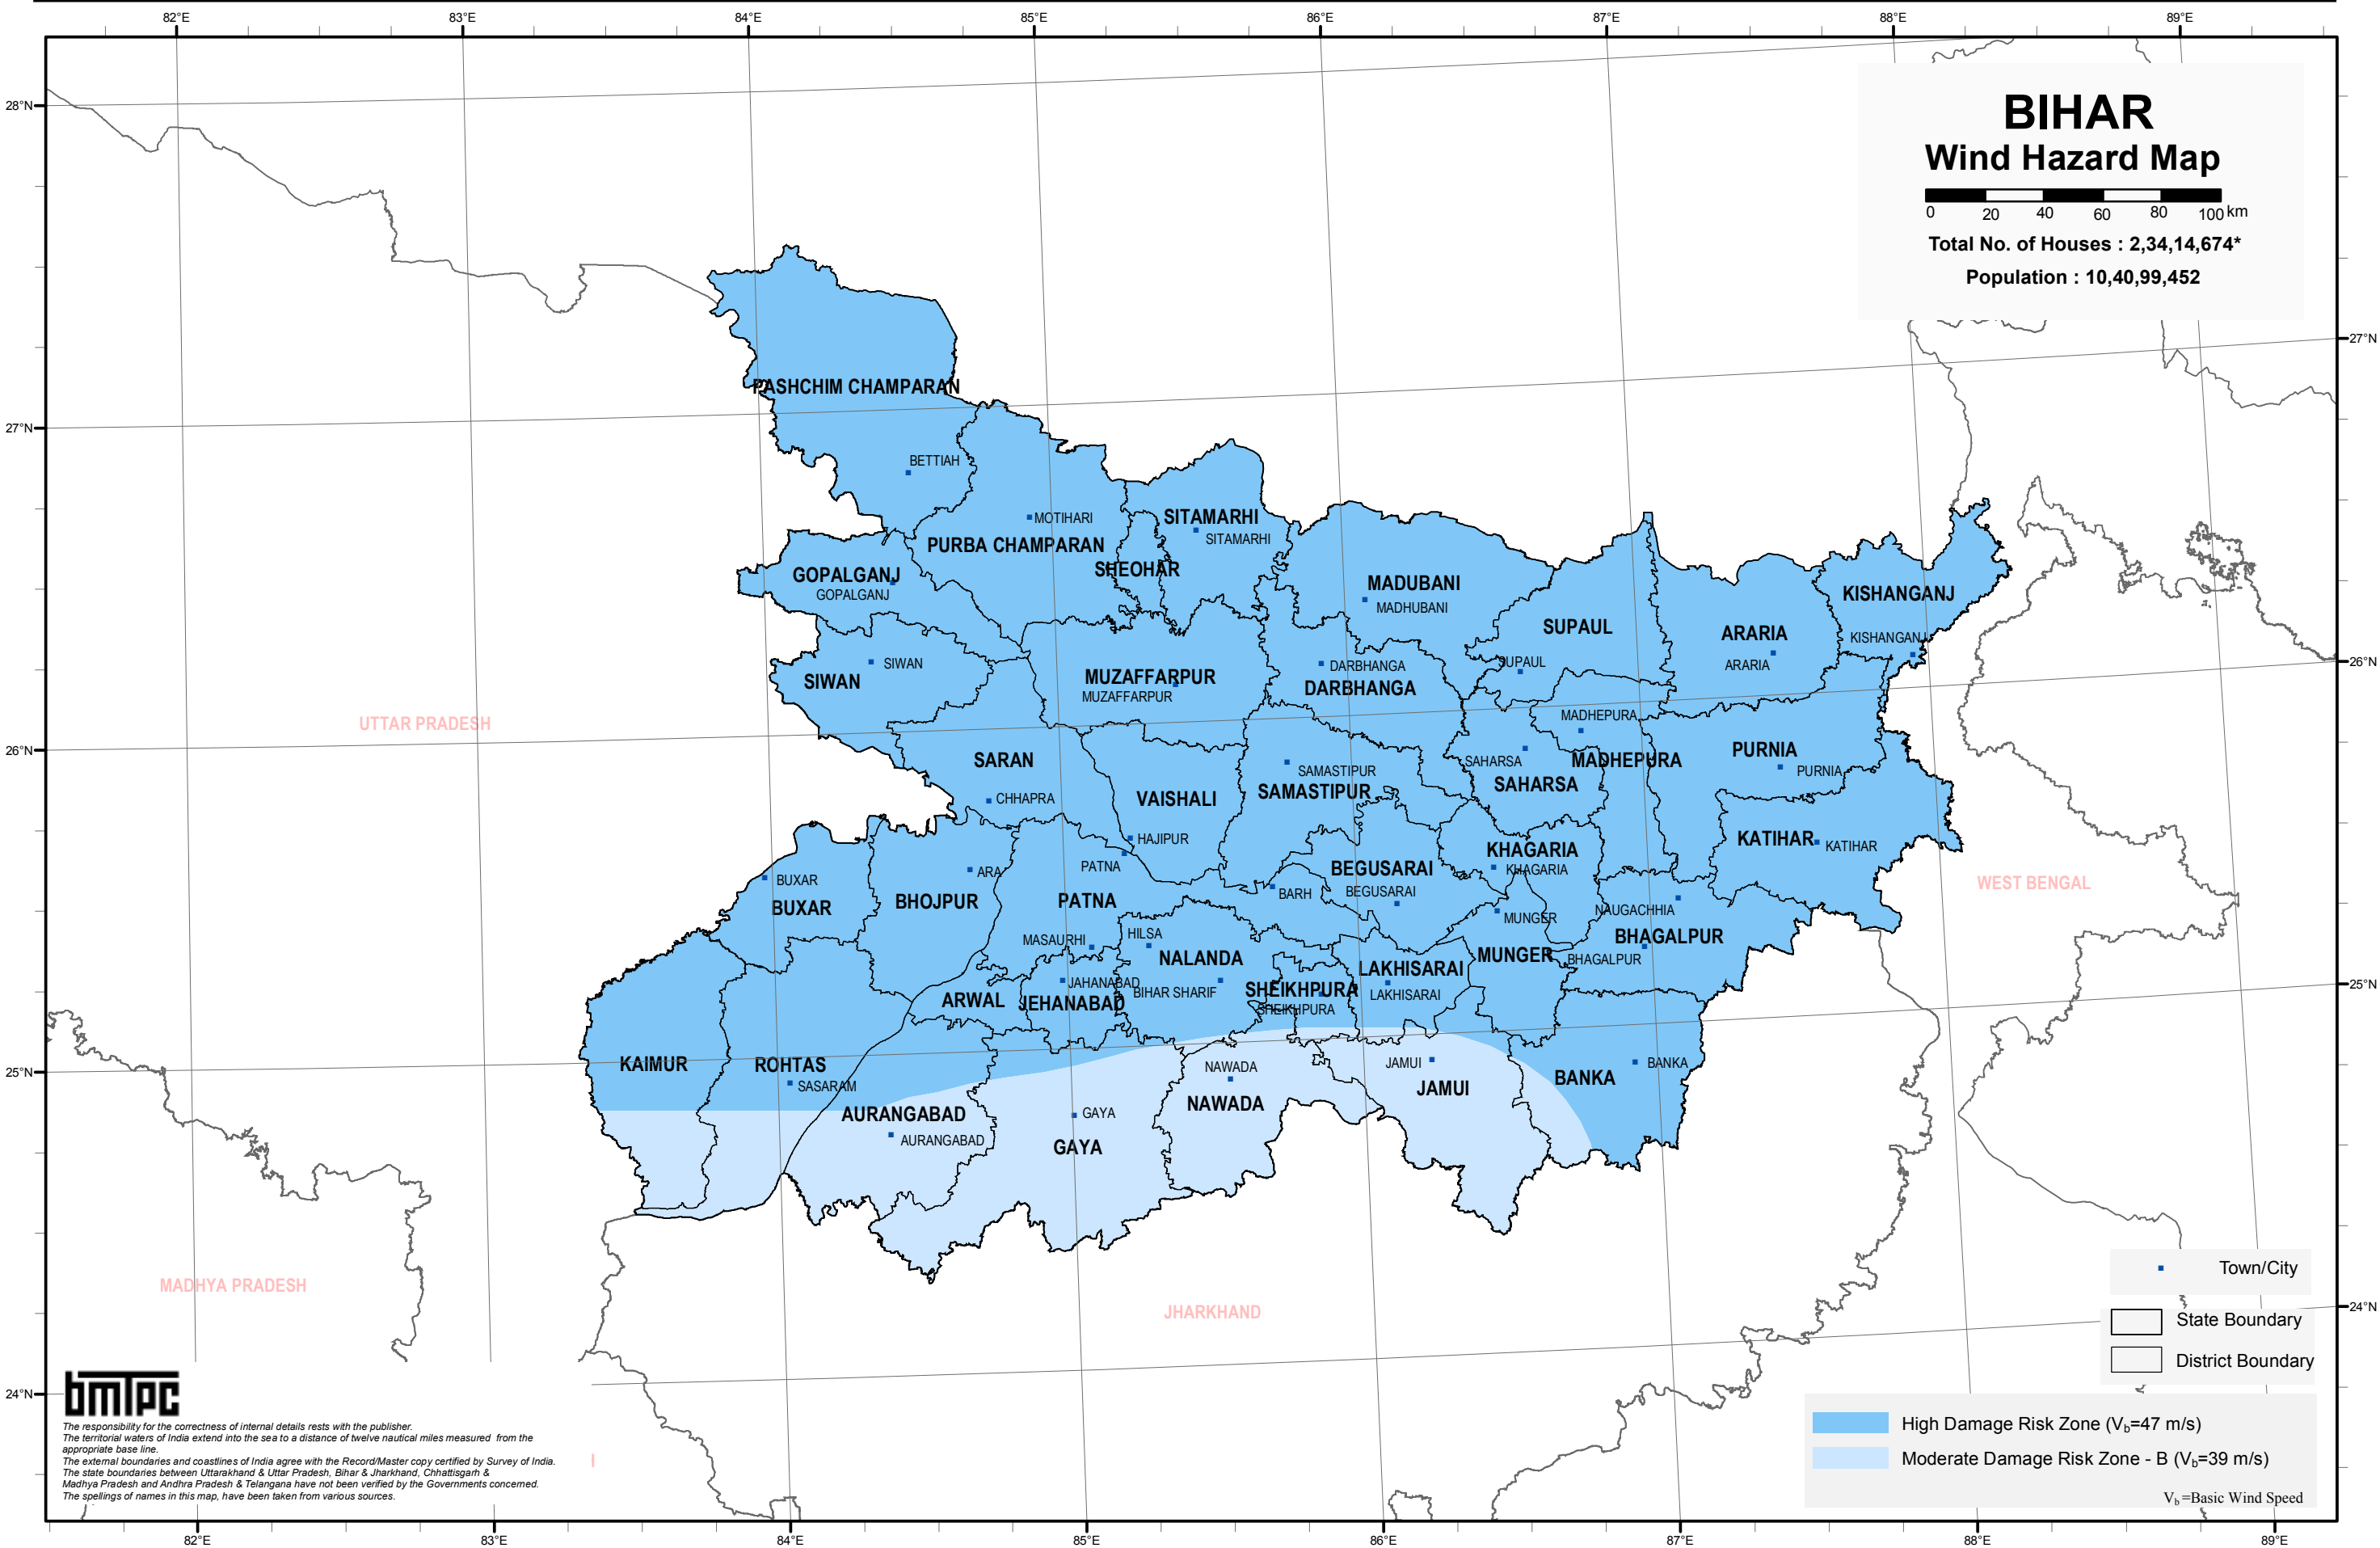 82°E 83°E 84°E 85°E 86°E 87°E 88°E 89°E
28°N
BIHAR
Wind Hazard Map
0 20 40 60 80 100 km
Total No. of Houses : 2,34,14,674*
Population : 10,40,99,452
27°N
PASHCHIM CHAMPARAN
27°N
BETTIAH
MOTIHARI
SITAMARHI
SITAMARHI
PURBA CHAMPARAN
SHEOHAR
GOPALGANJ
GOPALGANJ
MADUBANI
MADHUBANI
KISHANGANJ
KISHANGANJ
SUPAUL
SUPAUL
ARARIA
ARARIA
26°N
SIWAN
SIWAN
MUZAFFARPUR
MUZAFFARPUR
DARBHANGA
DARBHANGA
UTTAR PRADESH
MADHEPURA
MADHEPURA
26°N
SARAN
CHHAPRA
VAISHALI
HAJIPUR
SAMASTIPUR
SAMASTIPUR
SAHARSA
SAHARSA
PURNIA
PURNIA
KATIHAR
KATIHAR
KHAGARIA
KHAGARIA
BEGUSARAI
BEGUSARAI
BARH
PATNA
PATNA
ARA
BHOJPUR
BUXAR
BUXAR
WEST BENGAL
MUNGER
MUNGER
NAUGACHHIA
BHAGALPUR
BHAGALPUR
MASAURHI
HILSA
NALANDA
BIHAR SHARIF
LAKHISARAI
LAKHISARAI
SHEIKHPURA
SHEIKHPURA
JAHANABAD
JEHANABAD
ARWAL
25°N
25°N
KAIMUR
ROHTAS
SASARAM
AURANGABAD
AURANGABAD
GAYA
GAYA
NAWADA
NAWADA
JAMUI
JAMUI
BANKA
BANKA
MADHYA PRADESH
JHARKHAND
Town/City
24°N
State Boundary
District Boundary
24°N
bmTpc
The responsibility for the correctness of internal details rests with the publisher.
The territorial waters of India extend into the sea to a distance of twelve nautical miles measured from the
appropriate base line.
The external boundaries and coastlines of India agree with the Record/Master copy certified by Survey of India.
The state boundaries between Uttarakhand & Uttar Pradesh, Bihar & Jharkhand, Chhattisgarh &
Madhya Pradesh and Andhra Pradesh & Telangana have not been verified by the Governments concerned.
The spellings of names in this map, have been taken from various sources.
High Damage Risk Zone (Vb=47 m/s)
Moderate Damage Risk Zone - B (Vb=39 m/s)
Vb=Basic Wind Speed
82°E 83°E 84°E 85°E 86°E 87°E 88°E 89°E